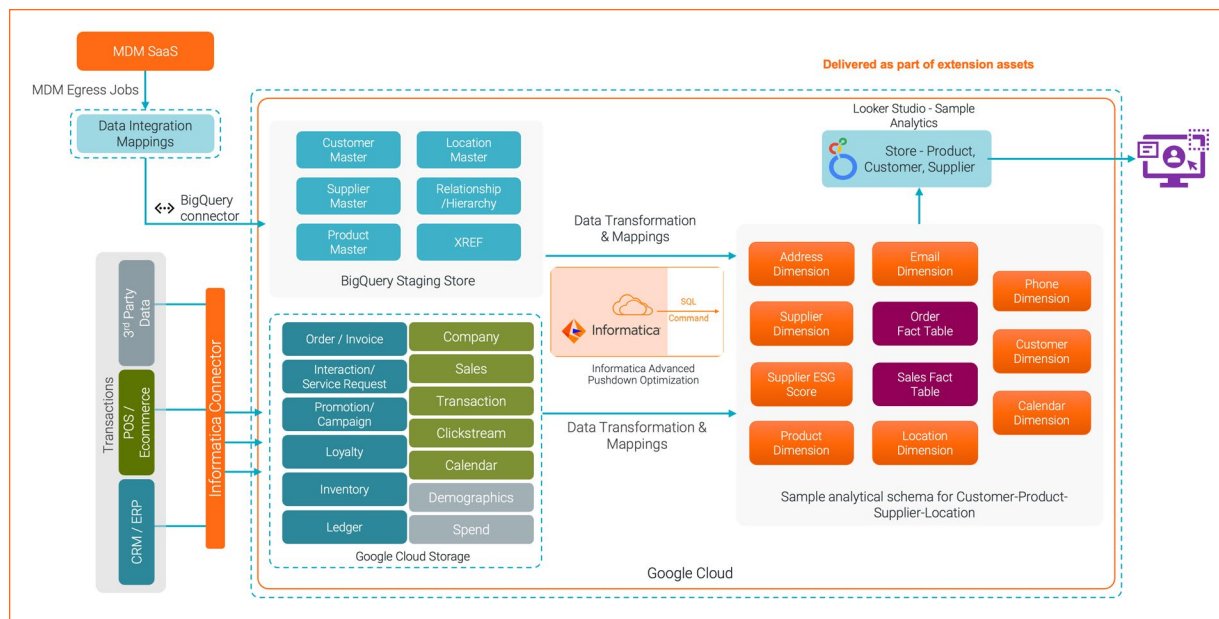 MDM SaaS
MDM Egress Jobs
Data Integration
Mappings
BigQuery
connector
Delivered as part of extension assets
Looker Studio - Sample
Analytics
Store - Product,
Customer, Supplier
Customer
Master
Location
Master
Supplier
Master
Relationship
/Hierarchy
Product
Master
XREF
BigQuery Staging Store
Data Transformation
& Mappings
SQL
Command
Informatica
Informatica Advanced
Pushdown Optimization
Data Transformation &
Mappings
Transactions
3rd Party
Data
POS /
Ecommerce
CRM / ERP
Informatica Connector
Order / Invoice
Interaction/
Service Request
Promotion/
Campaign
Loyalty
Inventory
Ledger
Company
Sales
Transaction
Clickstream
Calendar
Demographics
Spend
Google Cloud Storage
Address
Dimension
Email
Dimension
Phone
Dimension
Supplier
Dimension
Order
Fact Table
Customer
Dimension
Supplier ESG
Score
Sales Fact
Table
Calendar
Dimension
Product
Dimension
Location
Dimension
Sample analytical schema for Customer-Product-
Supplier-Location
Google Cloud